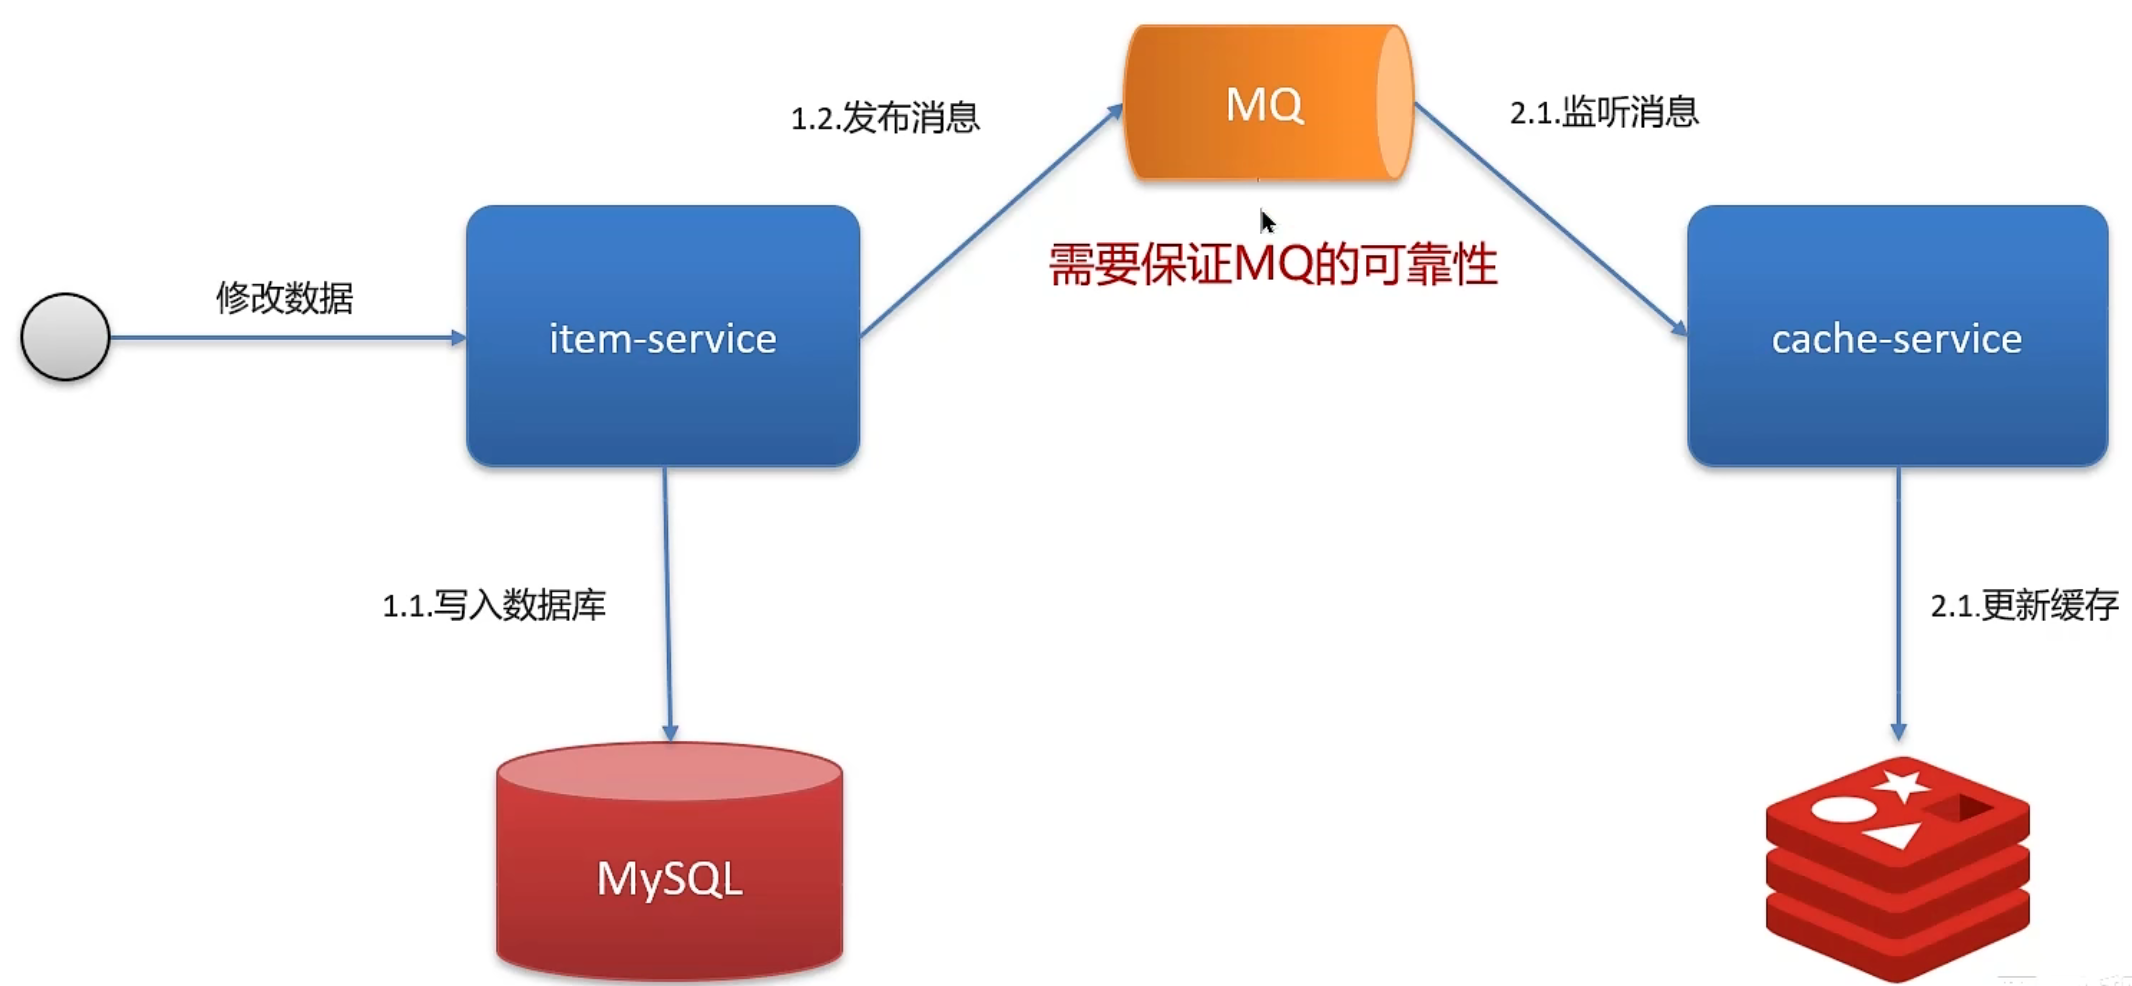 MQ
1.2.发布消息
2.1.监听消息
需要保证MQ的可靠性
修改数据
item-service
cache-service
1.1.写入数据库
2.1.更新缓存
MySQL